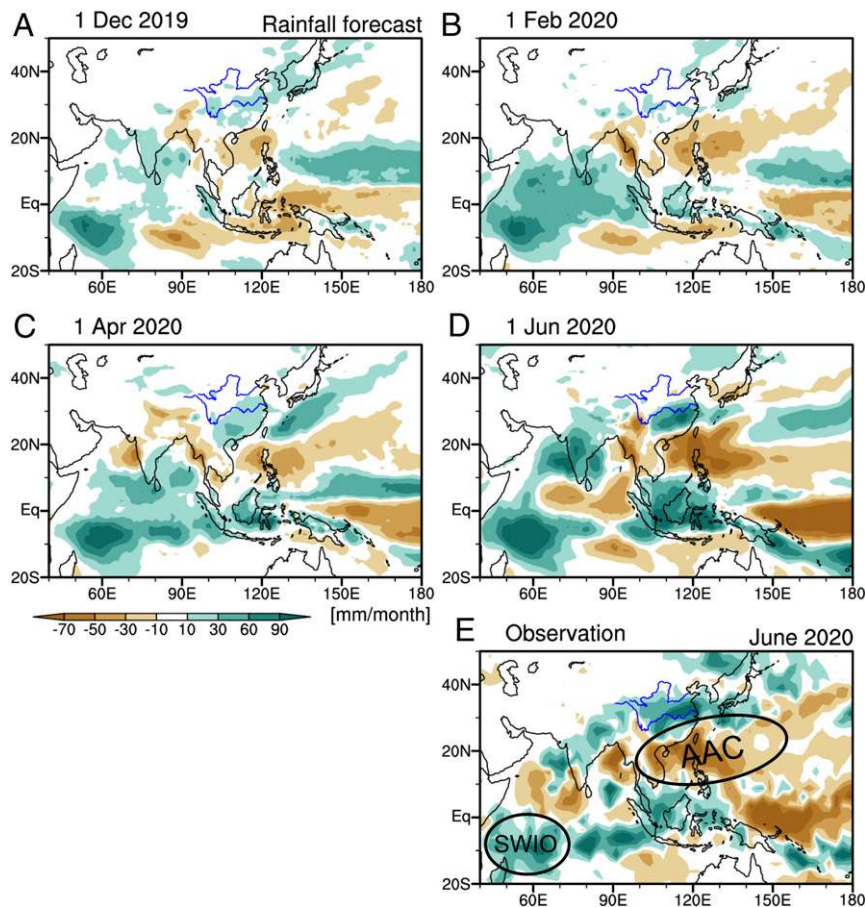 A 1 Dec 2019 Rainfall forecast
B 1 Feb 2020
40N 20N Eq 20S
60E 90E 120E 150E 180
40N 20N Eq 20S
60E 90E 120E 150E 180
C 1 Apr 2020
D 1 Jun 2020
40N 20N Eq 20S
60E 90E 120E 150E 180
40N 20N Eq 20S
60E 90E 120E 150E 180
-70 -50 -30 -10 10 30 60 90
[mm/month]
E Observation June 2020
40N 20N Eq 20S
AAC
SWIO
60E 90E 120E 150E 180